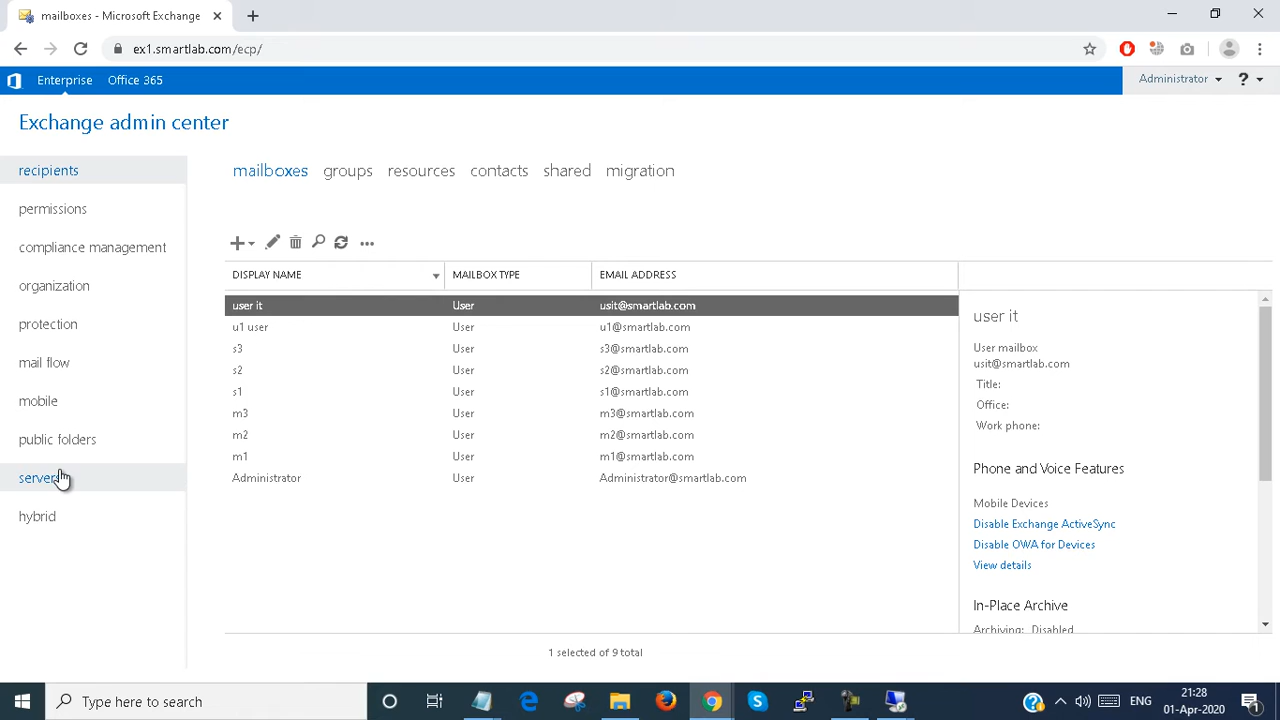 mailboxes - Microsoft Exchange
ex1.smartlab.com/ecp/
Enterprise Office 365
Administrator ?
Exchange admin center
recipients
permissions
compliance management
organization
protection
mail flow
mobile
public folders
server
hybrid
mailboxes groups resources contacts shared migration
DISPLAY NAME MAILBOX TYPE EMAIL ADDRESS
user it User usit@smartlab.com
u1 user User u1@smartlab.com
s3 User s3@smartlab.com
s2 User s2@smartlab.com
s1 User s1@smartlab.com
m3 User m3@smartlab.com
m2 User m2@smartlab.com
m1 User m1@smartlab.com
Administrator User Administrator@smartlab.com
user it
User mailbox
usit@smartlab.com
Title:
Office:
Work phone:
Phone and Voice Features
Mobile Devices
Disable Exchange ActiveSync
Disable OWA for Devices
View details
In-Place Archive
Archiving: Disabled
1 selected of 9 total
Type here to search
ENG
21:28
01-Apr-2020
1